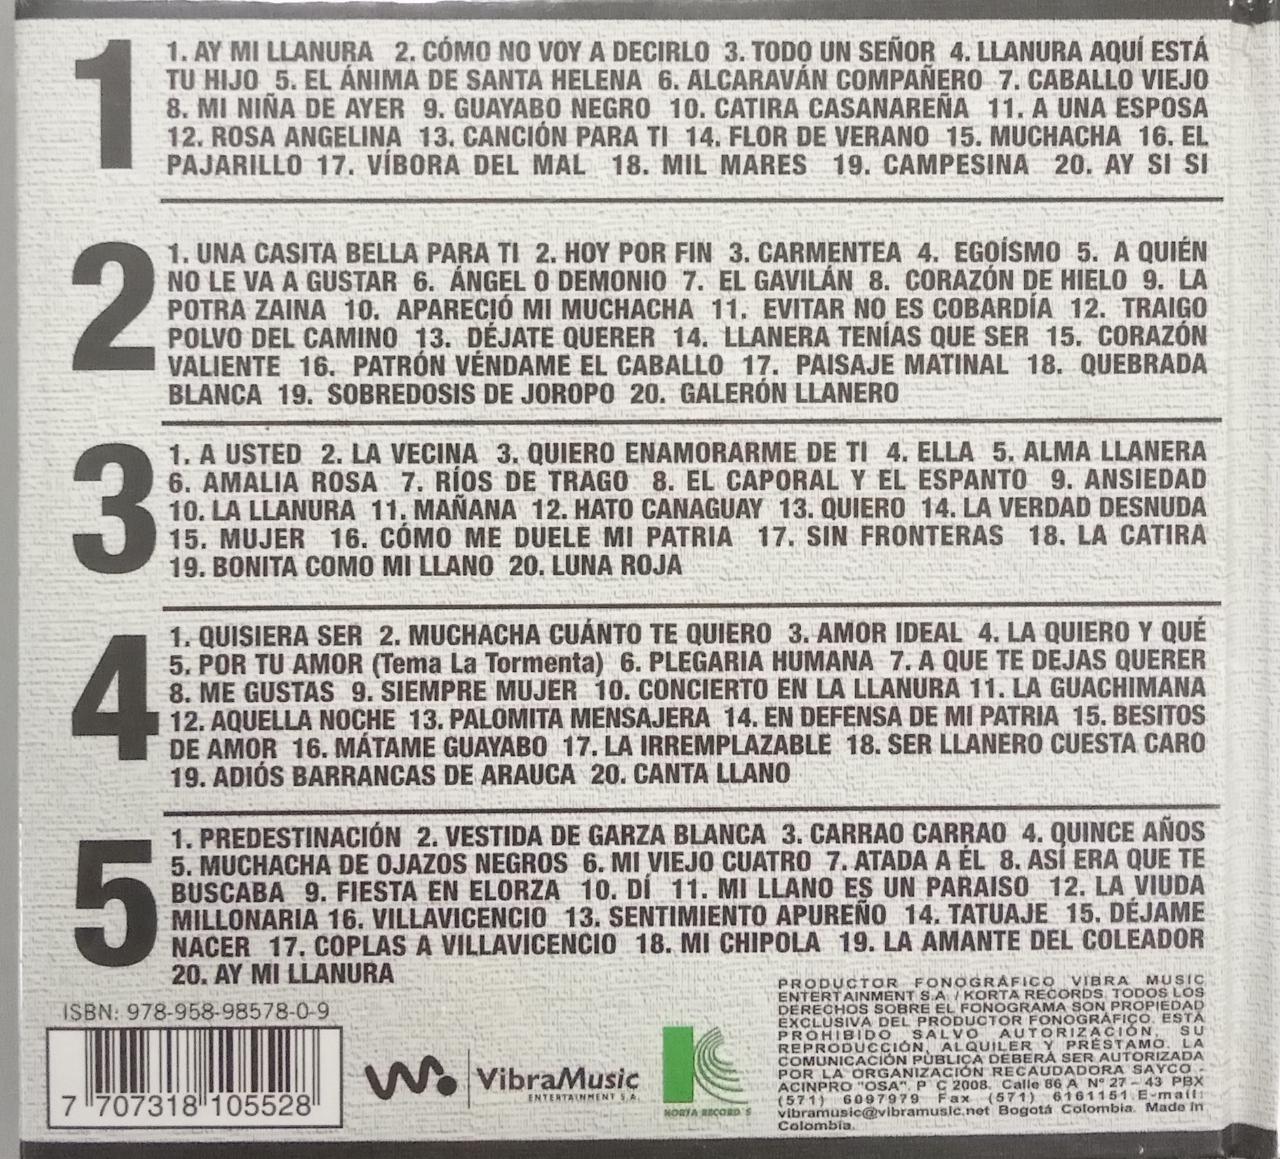 1
1. AY MI LLANURA 2. CÓMO NO VOY A DECIRLO 3. TODO UN SEÑOR 4. LLANURA AQUÍ ESTÁ
TU HIJO 5. EL ÁNIMA DE SANTA HELENA 6. ALCARAVÁN COMPAÑERO 7. CABALLO VIEJO
8. MI NIÑA DE AYER 9. GUAYABO NEGRO 10. CATIRA CASANAREÑA 11. A UNA ESPOSA
12. ROSA ANGELINA 13. CANCIÓN PARA TI 14. FLOR DE VERANO 15. MUCHACHA 16. EL
PAJARILLO 17. VÍBORA DEL MAL 18. MIL MARES 19. CAMPESINA 20. AY SI SI
2
1. UNA CASITA BELLA PARA TI 2. HOY POR FIN 3. CARMENTEA 4. EGOÍSMO 5. A QUIÉN
NO LE VA A GUSTAR 6. ÁNGEL O DEMONIO 7. EL GAVILÁN 8. CORAZÓN DE HIELO 9. LA
POTRA ZAINA 10. APARECIÓ MI MUCHACHA 11. EVITAR NO ES COBARDÍA 12. TRAIGO
POLVO DEL CAMINO 13. DÉJATE QUERER 14. LLANERA TENÍAS QUE SER 15. CORAZÓN
VALIENTE 16. PATRÓN VÉNDAME EL CABALLO 17. PAISAJE MATINAL 18. QUEBRADA
BLANCA 19. SOBREDOSIS DE JOROPO 20. GALERÓN LLANERO
3
1. A USTED 2. LA VECINA 3. QUIERO ENAMORARME DE TI 4. ELLA 5. ALMA LLANERA
6. AMALIA ROSA 7. RÍOS DE TRAGO 8. EL CAPORAL Y EL ESPANTO 9. ANSIEDAD
10. LA LLANURA 11. MAÑANA 12. HATO CANAGUAY 13. QUIERO 14. LA VERDAD DESNUDA
15. MUJER 16. CÓMO ME DUELE MI PATRIA 17. SIN FRONTERAS 18. LA CATIRA
19. BONITA COMO MI LLANO 20. LUNA ROJA
4
1. QUISIERA SER 2. MUCHACHA CUÁNTO TE QUIERO 3. AMOR IDEAL 4. LA QUIERO Y QUÉ
5. POR TU AMOR (Tema La Tormenta) 6. PLEGARIA HUMANA 7. A QUE TE DEJAS QUERER
8. ME GUSTAS 9. SIEMPRE MUJER 10. CONCIERTO EN LA LLANURA 11. LA GUACHIMANA
12. AQUELLA NOCHE 13. PALOMITA MENSAJERA 14. EN DEFENSA DE MI PATRIA 15. BESITOS
DE AMOR 16. MÁTAME GUAYABO 17. LA IRREMPLAZABLE 18. SER LLANERO CUESTA CARO
19. ADIÓS BARRANCAS DE ARAUCA 20. CANTA LLANO
5
1. PREDESTINACIÓN 2. VESTIDA DE GARZA BLANCA 3. CARRAO CARRAO 4. QUINCE AÑOS
5. MUCHACHA DE OJAZOS NEGROS 6. MI VIEJO CUATRO 7. ATADA A ÉL 8. ASÍ ERA QUE TE
BUSCABA 9. FIESTA EN ELORZA 10. DÍ 11. MI LLANO ES UN PARAISO 12. LA VIUDA
MILLONARIA 16. VILLAVICENCIO 13. SENTIMIENTO APUREÑO 14. TATUAJE 15. DÉJAME
NACER 17. COPLAS A VILLAVICENCIO 18. MI CHIPOLA 19. LA AMANTE DEL COLEADOR
20. AY MI LLANURA
ISBN: 978-958-98578-0-9
7 707318 105528
VibraMusic
ENTERTAINMENT S.A.
KORTA RECORD'S
PRODUCTOR FONOGRÁFICO VIBRA MUSIC
ENTERTAINMENT S.A. / KORTA RECORDS. TODOS LOS
DERECHOS SOBRE EL FONOGRAMA SON PROPIEDAD
EXCLUSIVA DEL PRODUCTOR FONOGRÁFICO. ESTÁ
PROHIBIDO SALVO AUTORIZACIÓN, SU
REPRODUCCIÓN, ALQUILER Y PRÉSTAMO. LA
COMUNICACIÓN PÚBLICA DEBERÁ SER AUTORIZADA
POR LA ORGANIZACIÓN RECAUDADORA SAYCO -
ACINPRO "OSA". P C 2008. Calle 86 A Nº 27 - 43 PBX
(571) 6097979 Fax (571) 6161151.E-mail:
vibramusic@vibramusic.net Bogotá Colombia. Made in
Colombia.